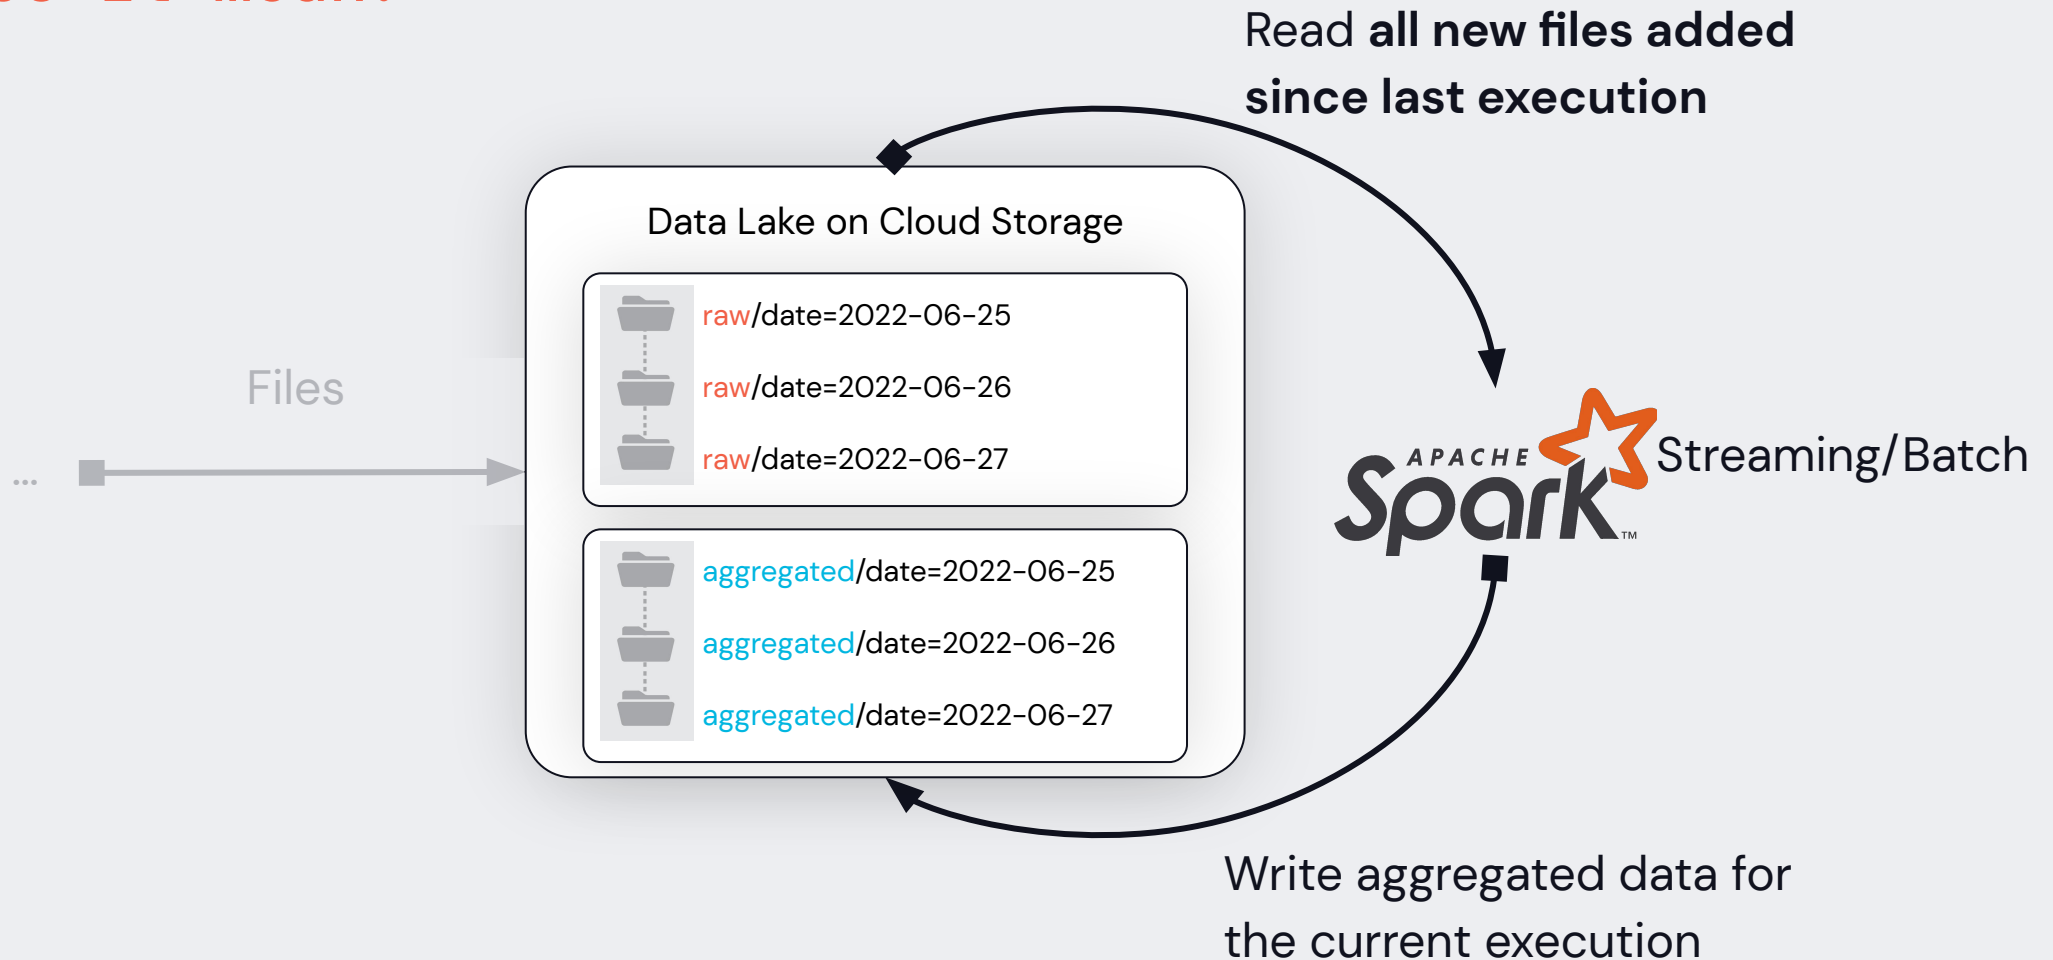 Read all new files added
since last execution
Data Lake on Cloud Storage
raw/date=2022-06-25
raw/date=2022-06-26
raw/date=2022-06-27
Files
...
APACHE
Spark™
Streaming/Batch
aggregated/date=2022-06-25
aggregated/date=2022-06-26
aggregated/date=2022-06-27
Write aggregated data for
the current execution